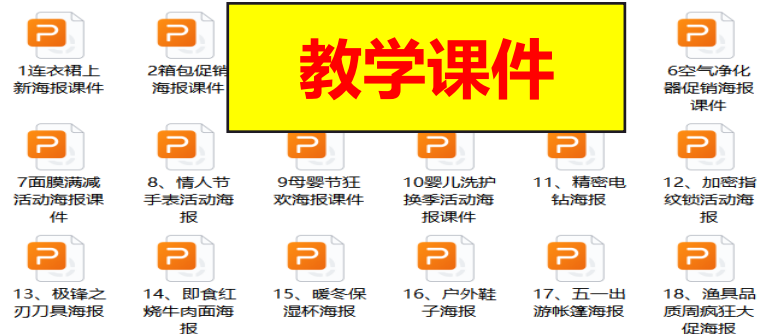 教学课件
1连衣裙上
新海报课件
2箱包促销
海报课件
6空气净化
器促销海报
课件
7面膜满减
活动海报课
件
8、情人节
手表活动海
报
9母婴节狂
欢海报课件
10婴儿洗护
换季活动海
报课件
11、精密电
钻海报
12、加密指
纹锁活动海
报
13、极锋之
刃刀具海报
14、即食红
烧牛肉面海
报
15、暖冬保
湿杯海报
16、户外鞋
子海报
17、五一出
游帐篷海报
18、渔具品
质周疯狂大
促海报